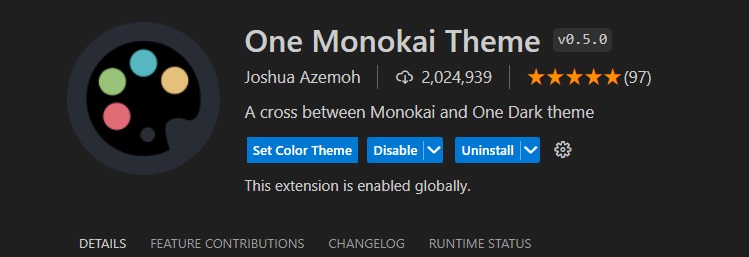 One Monokai Theme v0.5.0
Joshua Azemoh 2,024,939 (97)
A cross between Monokai and One Dark theme
Set Color Theme Disable Uninstall
This extension is enabled globally.
DETAILS FEATURE CONTRIBUTIONS CHANGELOG RUNTIME STATUS